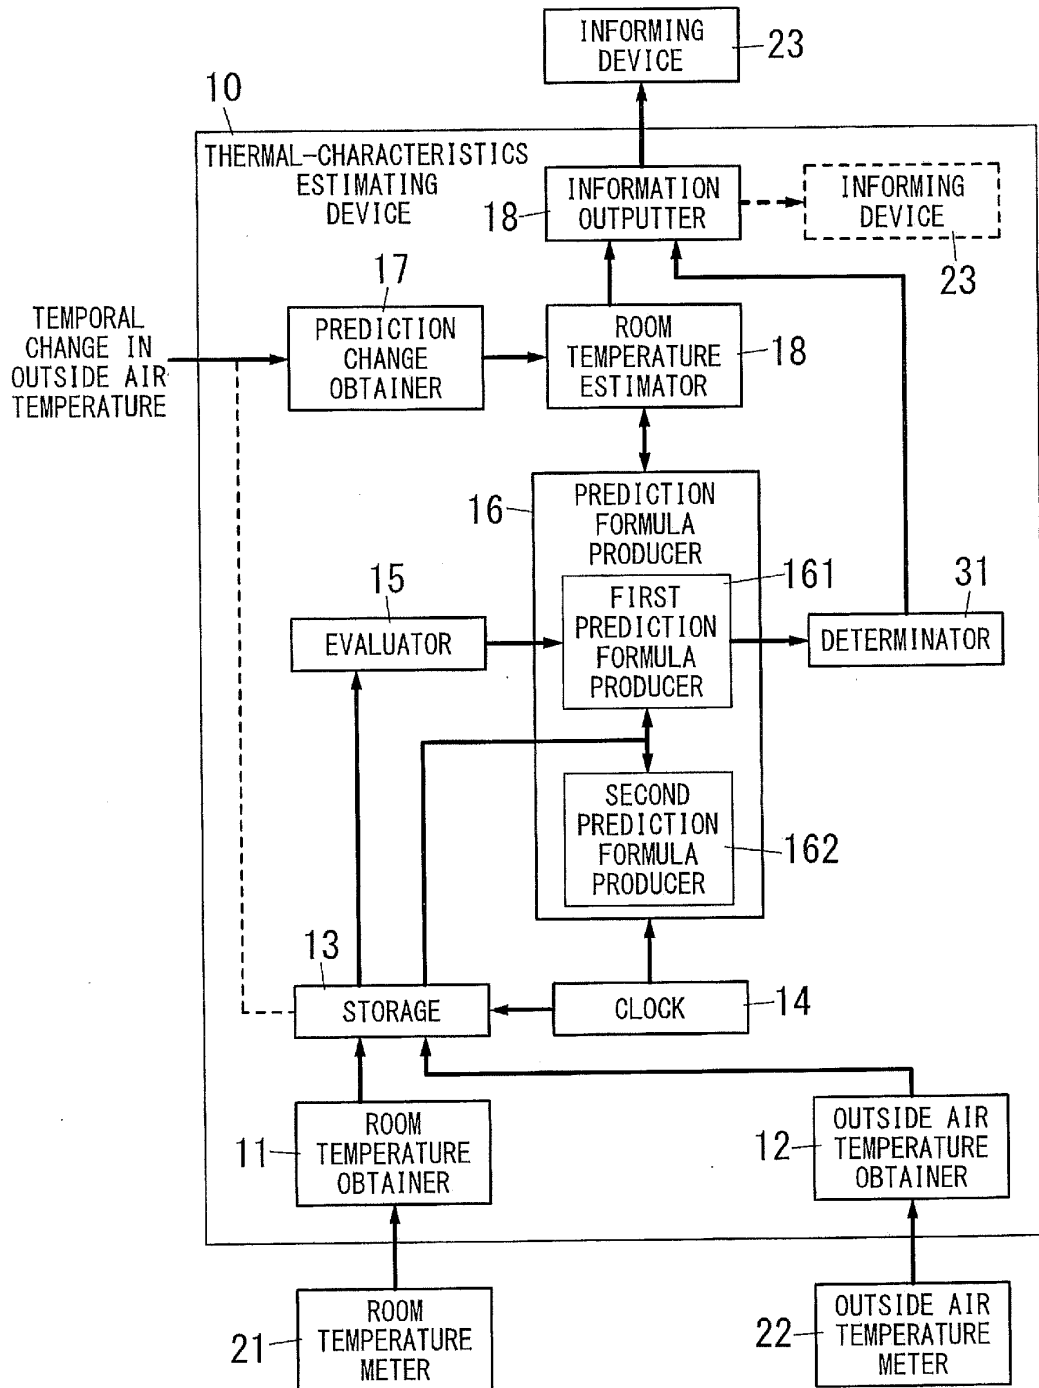 INFORMING
DEVICE
23
10
THERMAL-CHARACTERISTICS
ESTIMATING
DEVICE
INFORMATION
OUTPUTTER
18
INFORMING
DEVICE
23
17
TEMPORAL
CHANGE IN
OUTSIDE AIR
TEMPERATURE
PREDICTION
CHANGE
OBTAINER
ROOM
TEMPERATURE
ESTIMATOR
18
16
PREDICTION
FORMULA
PRODUCER
161
15
EVALUATOR
FIRST
PREDICTION
FORMULA
PRODUCER
31
DETERMINATOR
SECOND
PREDICTION
FORMULA
PRODUCER
162
13
STORAGE
CLOCK
14
11
ROOM
TEMPERATURE
OBTAINER
12
OUTSIDE AIR
TEMPERATURE
OBTAINER
21
ROOM
TEMPERATURE
METER
22
OUTSIDE AIR
TEMPERATURE
METER